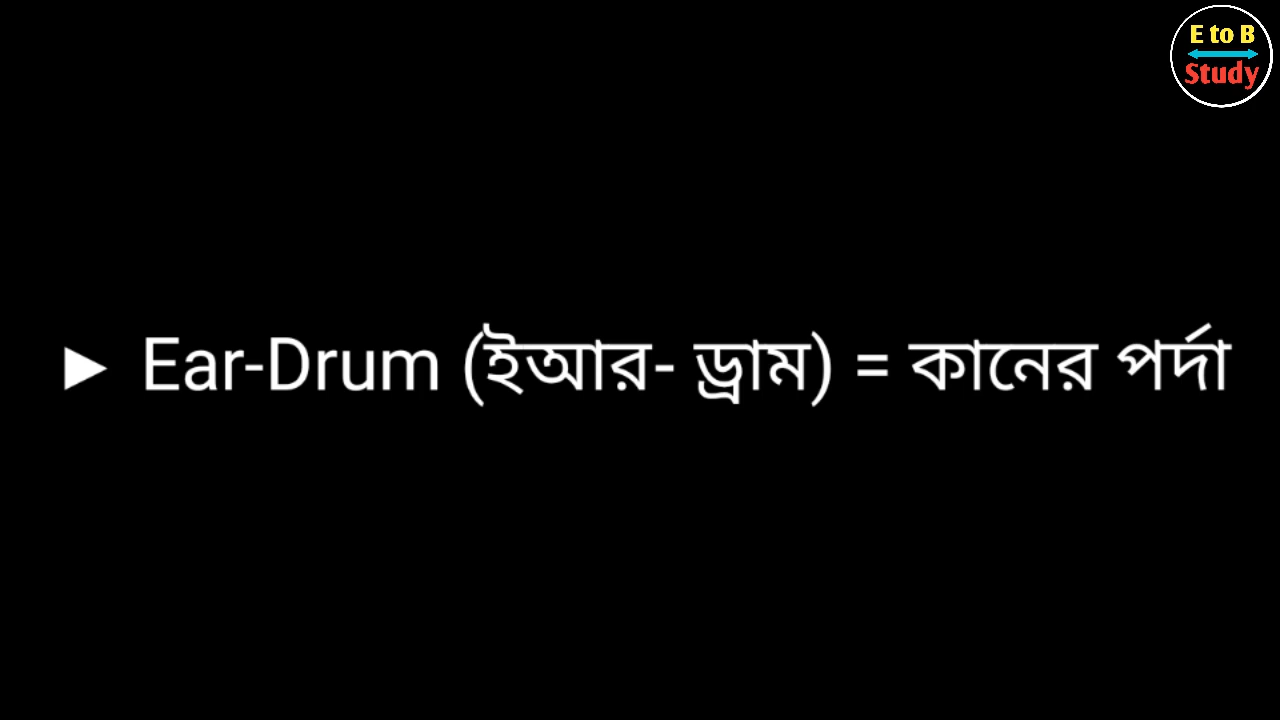 E to B
Study
► Ear-Drum (ইআর- ড্রাম) = কানের পর্দা